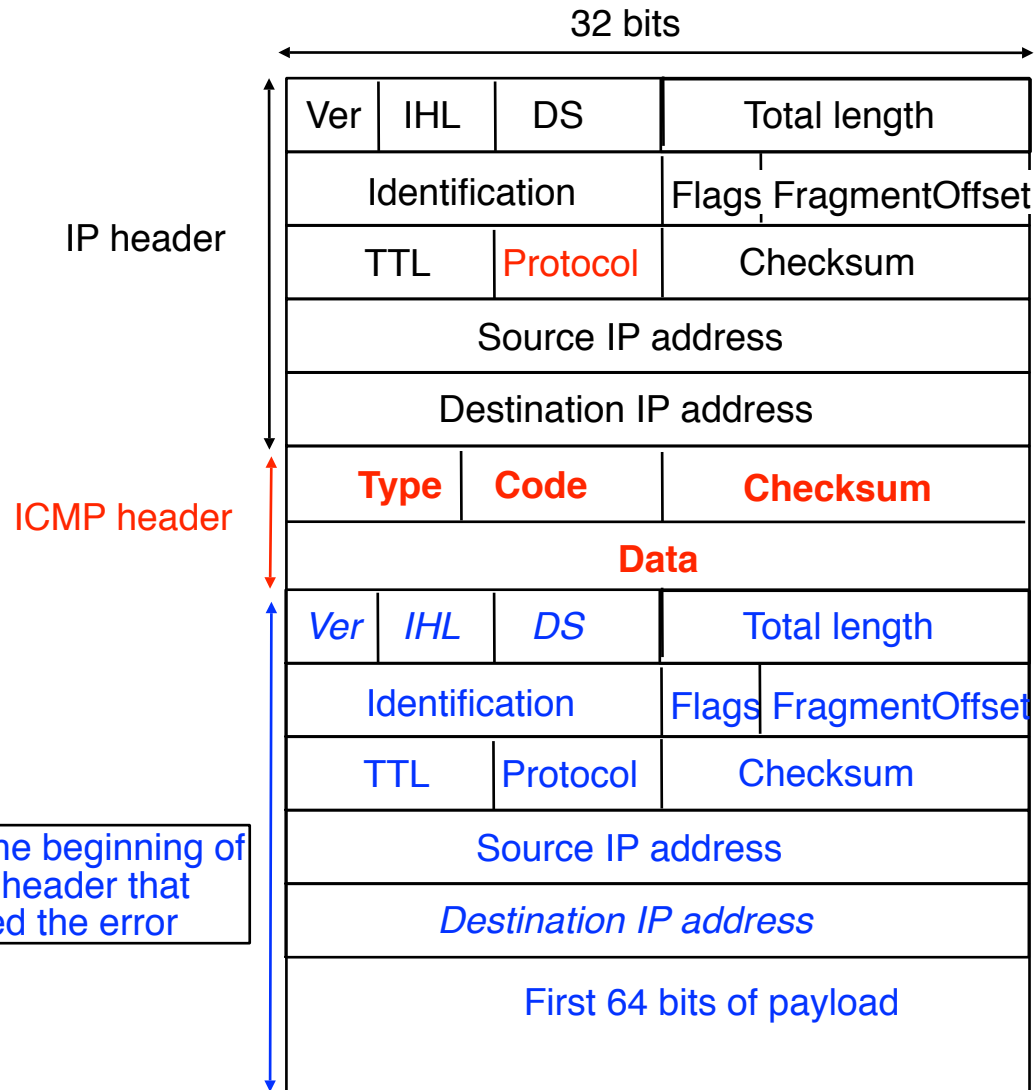 32 bits
Ver IHL DS Total length
Identification Flags FragmentOffset
IP header
TTL Protocol Checksum
Source IP address
Destination IP address
Type Code Checksum
ICMP header
Data
Ver IHL DS Total length
Identification Flags FragmentOffset
TTL Protocol Checksum
beginning of
header that
the error
Source IP address
Destination IP address
First 64 bits of payload